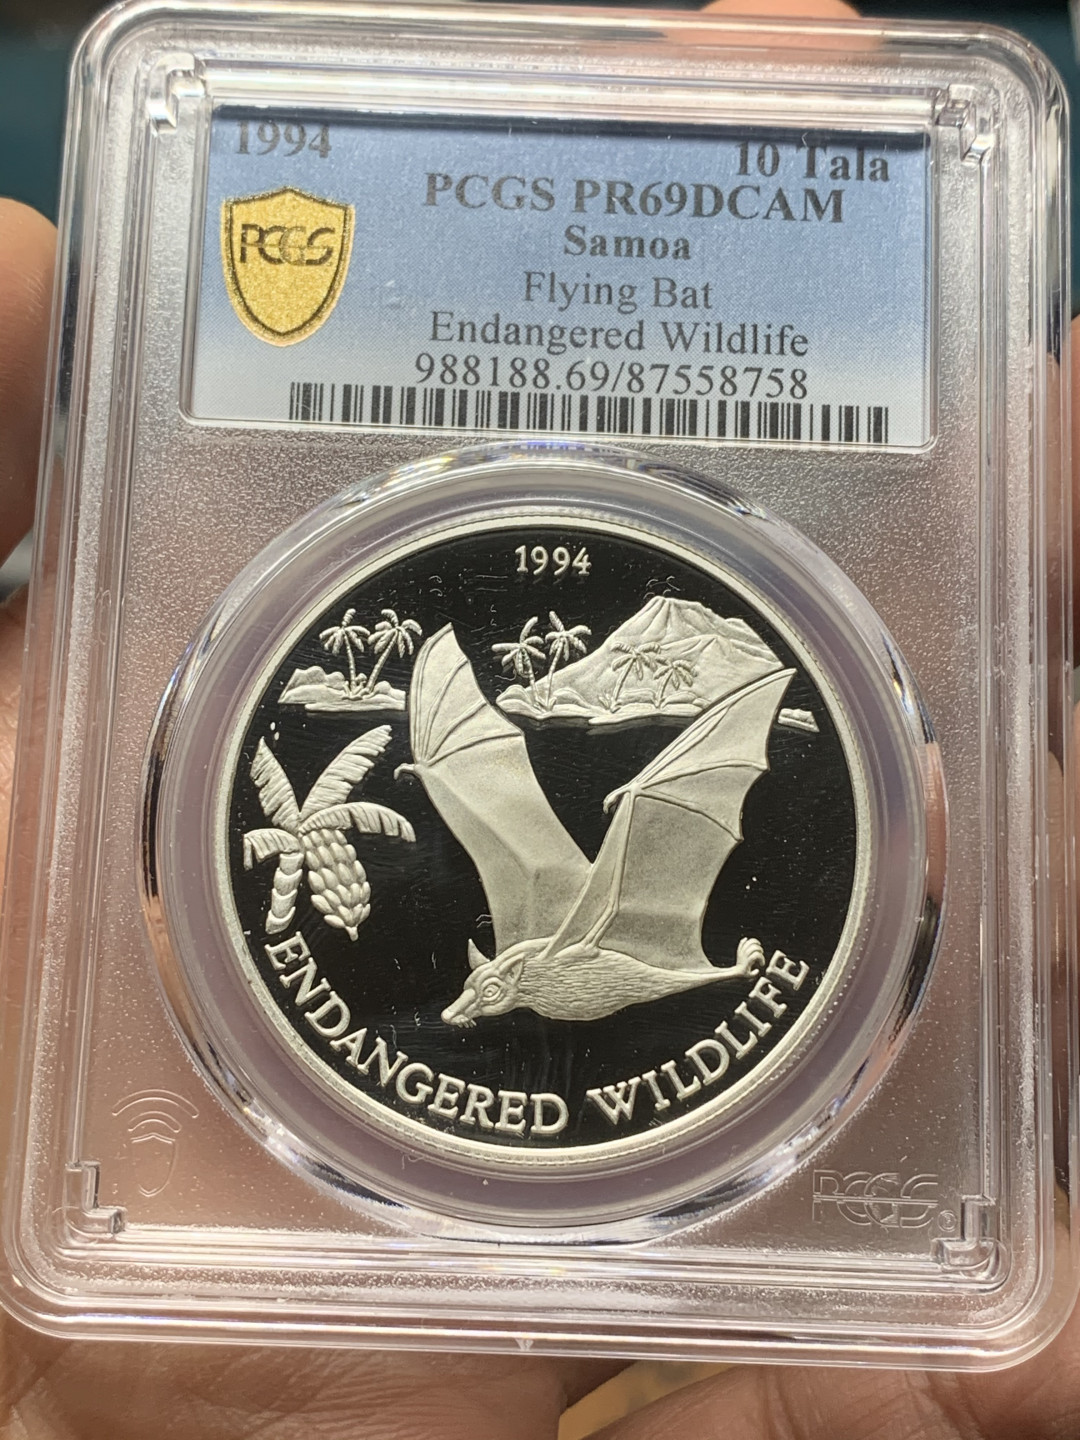 1994
10 Tala
PCGS PR69DCAM
PCGS
Samoa
Flying Bat
Endangered Wildlife
988188.69/87558758
1994
ENDANGERED WILDLIFE
PCGS